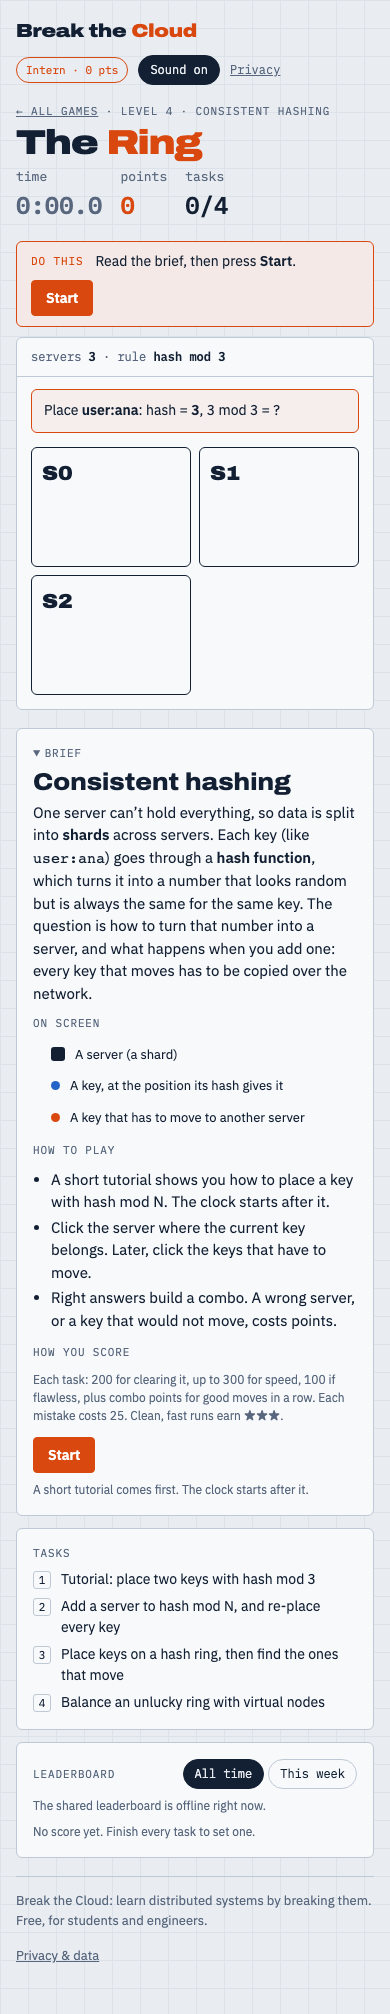 Break the Cloud
Intern · 0 pts
Sound on
Privacy
← ALL GAMES · LEVEL 4 · CONSISTENT HASHING
The Ring
time points tasks
0:00.0 0 0/4
DO THIS Read the brief, then press Start.
Start
servers 3 · rule hash mod 3
Place user:ana: hash = 3, 3 mod 3 = ?
S0
S1
S2
▼ BRIEF
Consistent hashing
One server can’t hold everything, so data is split
into shards across servers. Each key (like
user:ana) goes through a hash function,
which turns it into a number that looks random
but is always the same for the same key. The
question is how to turn that number into a
server, and what happens when you add one:
every key that moves has to be copied over the
network.
ON SCREEN
A server (a shard)
A key, at the position its hash gives it
A key that has to move to another server
HOW TO PLAY
• A short tutorial shows you how to place a key
with hash mod N. The clock starts after it.
• Click the server where the current key
belongs. Later, click the keys that have to
move.
• Right answers build a combo. A wrong server,
or a key that would not move, costs points.
HOW YOU SCORE
Each task: 200 for clearing it, up to 300 for speed, 100 if
flawless, plus combo points for good moves in a row. Each
mistake costs 25. Clean, fast runs earn ★★★.
Start
A short tutorial comes first. The clock starts after it.
TASKS
1 Tutorial: place two keys with hash mod 3
2 Add a server to hash mod N, and re-place
every key
3 Place keys on a hash ring, then find the ones
that move
4 Balance an unlucky ring with virtual nodes
LEADERBOARD
All time
This week
The shared leaderboard is offline right now.
No score yet. Finish every task to set one.
Break the Cloud: learn distributed systems by breaking them.
Free, for students and engineers.
Privacy & data